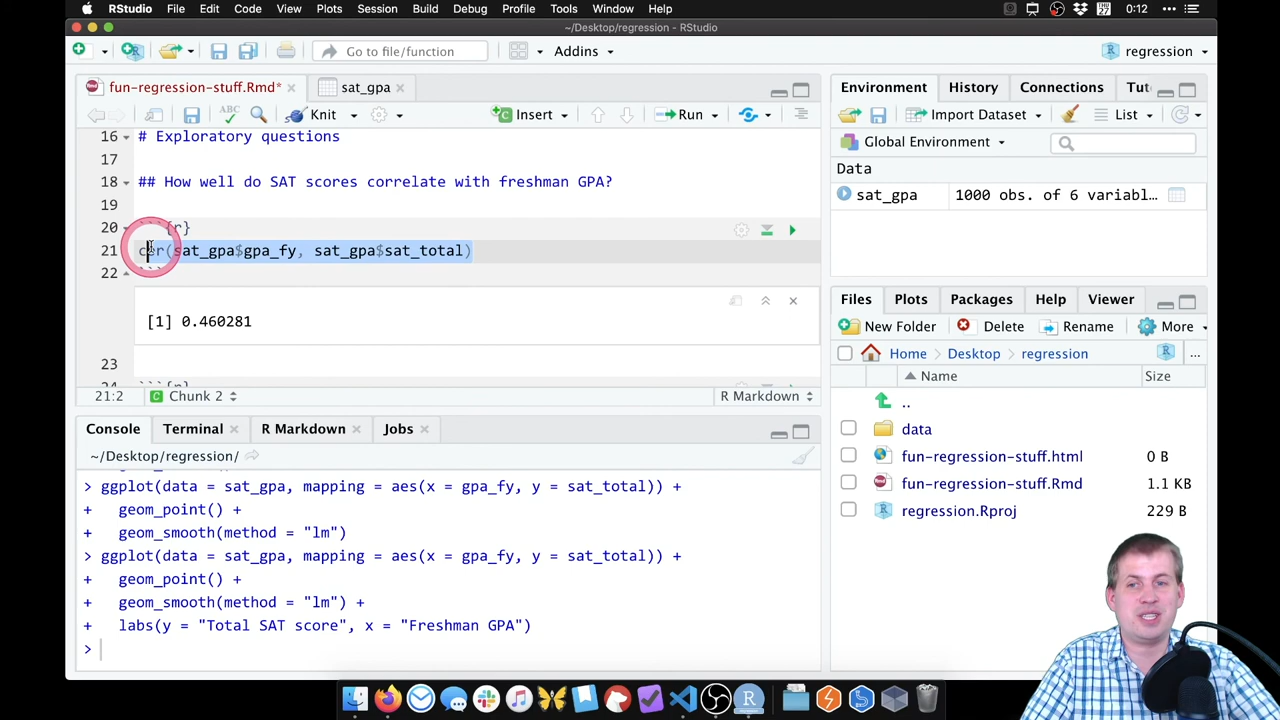 RStudio File Edit Code View Plots Session Build Debug Profile Tools Window Help THU 27 0:12
~/Desktop/regression - RStudio
Go to file/function Addins regression
fun-regression-stuff.Rmd* sat_gpa
Environment History Connections Tut
ABC Knit Insert Run
Import Dataset List
Global Environment
Data
sat_gpa 1000 obs. of 6 variabl…
16 # Exploratory questions
17
18 ## How well do SAT scores correlate with freshman GPA?
19
20 ```{r}
21 cor(sat_gpa$gpa_fy, sat_gpa$sat_total)
22 ```
[1] 0.460281
23
24 ```{r}
21:2 Chunk 2 R Markdown
Files Plots Packages Help Viewer
New Folder Delete Rename More
Home Desktop regression ...
Name Size
..
data
fun-regression-stuff.html 0 B
fun-regression-stuff.Rmd 1.1 KB
regression.Rproj 229 B
Console Terminal R Markdown Jobs
~/Desktop/regression/
> ggplot(data = sat_gpa, mapping = aes(x = gpa_fy, y = sat_total)) +
+ geom_point() +
+ geom_smooth(method = "lm")
> ggplot(data = sat_gpa, mapping = aes(x = gpa_fy, y = sat_total)) +
+ geom_point() +
+ geom_smooth(method = "lm") +
+ labs(y = "Total SAT score", x = "Freshman GPA")
>